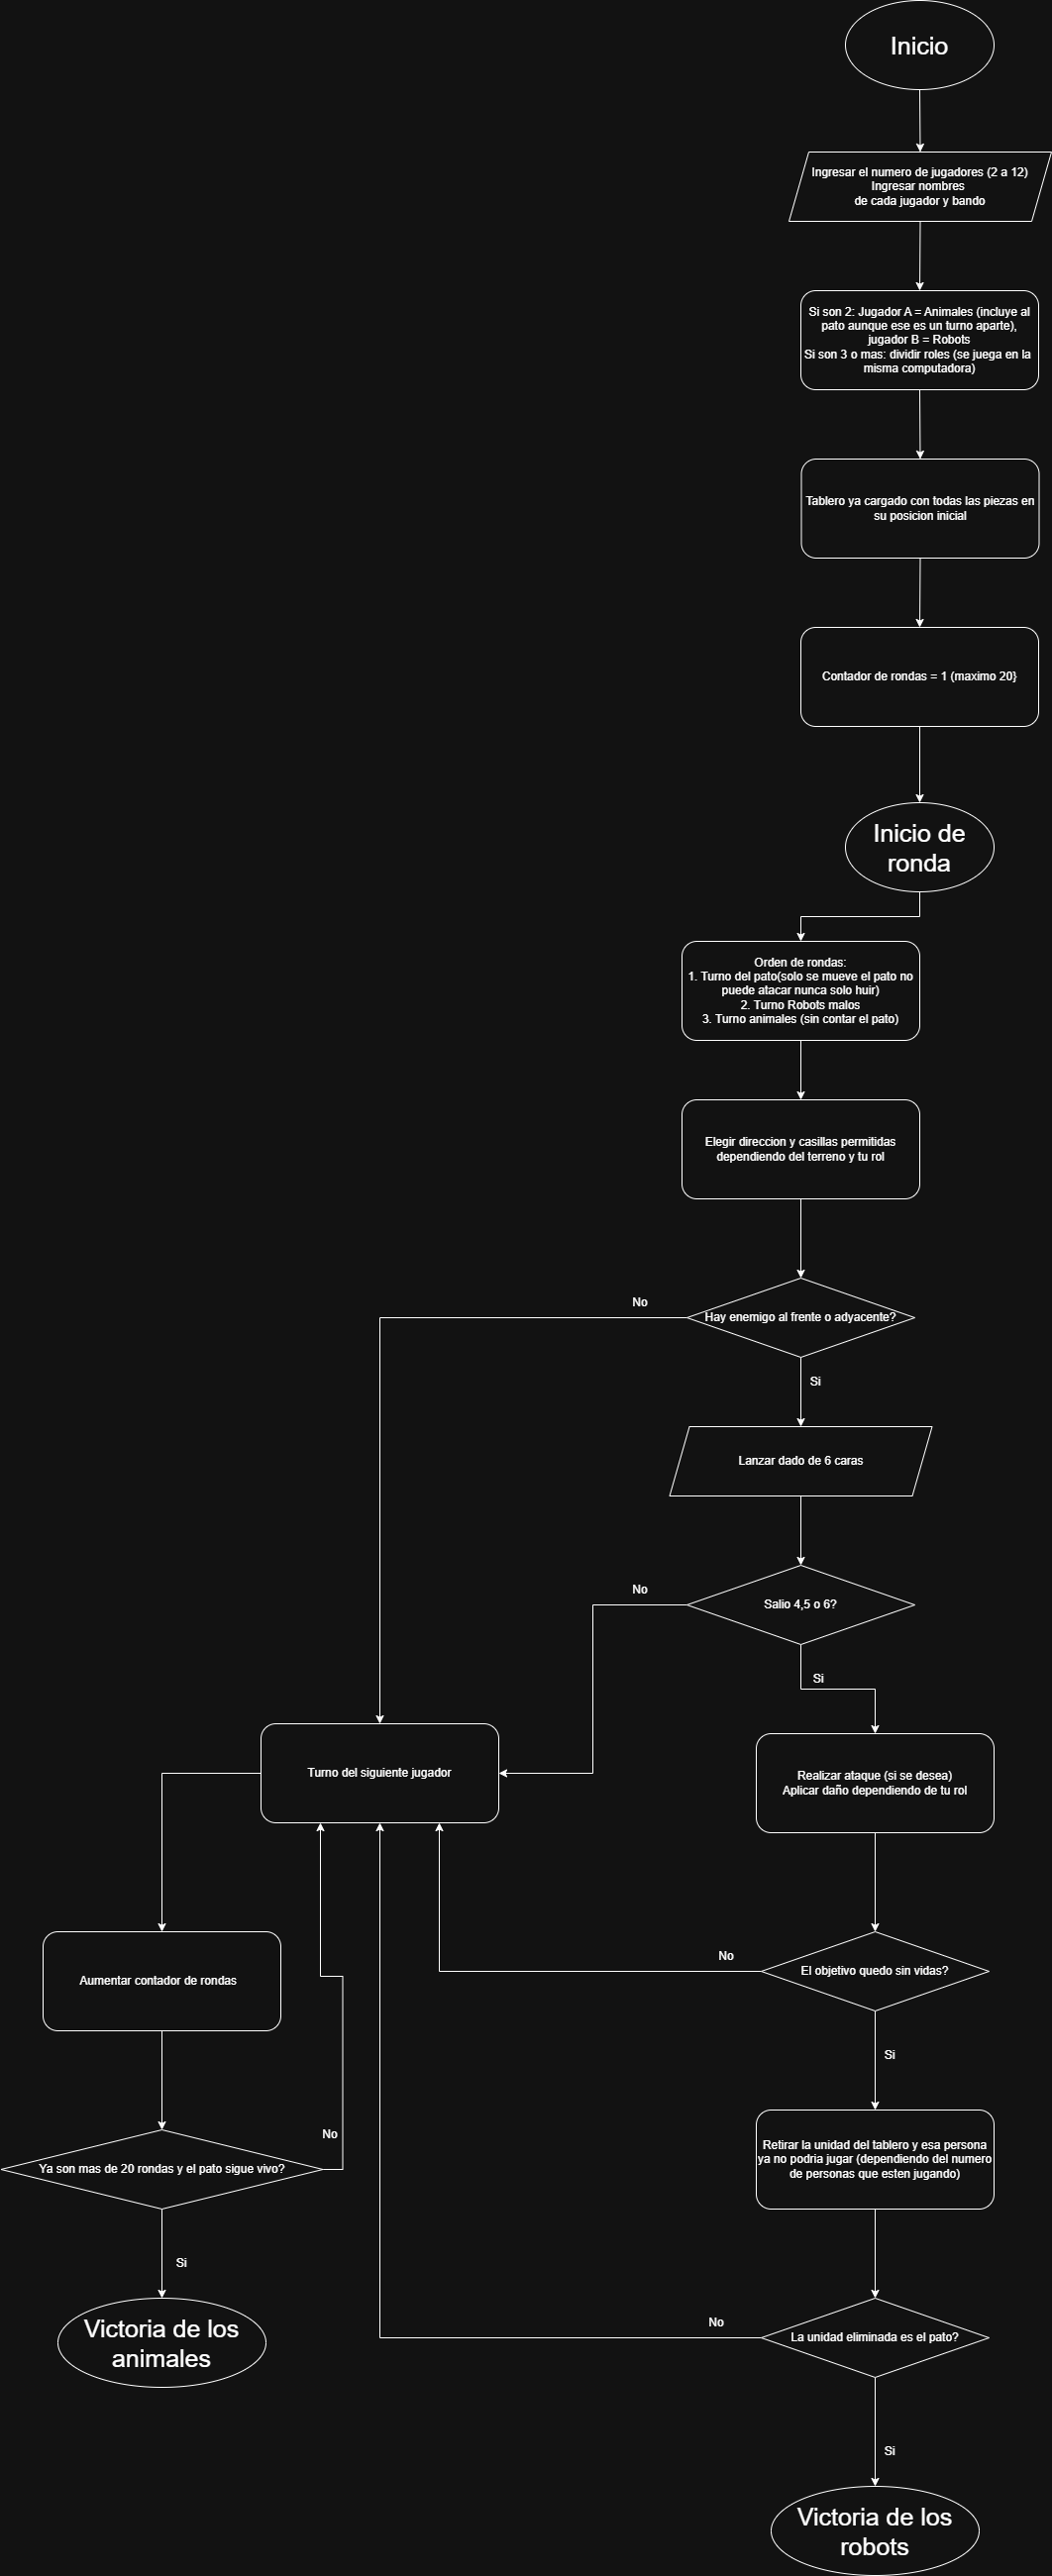 Inicio
Ingresar el numero de jugadores (2 a 12)
Ingresar nombres
de cada jugador y bando
Si son 2: Jugador A = Animales (incluye al
pato aunque ese es un turno aparte),
jugador B = Robots
Si son 3 o mas: dividir roles (se juega en la
misma computadora)
Tablero ya cargado con todas las piezas en
su posicion inicial
Contador de rondas = 1 (maximo 20}
Inicio de
ronda
Orden de rondas:
1. Turno del pato(solo se mueve el pato no
puede atacar nunca solo huir)
2. Turno Robots malos
3. Turno animales (sin contar el pato)
Elegir direccion y casillas permitidas
dependiendo del terreno y tu rol
No
Hay enemigo al frente o adyacente?
Si
Lanzar dado de 6 caras
No
Salio 4,5 o 6?
Si
Turno del siguiente jugador
Realizar ataque (si se desea)
Aplicar daño dependiendo de tu rol
No
El objetivo quedo sin vidas?
Aumentar contador de rondas
Si
No
Retirar la unidad del tablero y esa persona
ya no podria jugar (dependiendo del numero
de personas que esten jugando)
Ya son mas de 20 rondas y el pato sigue vivo?
Si
No
La unidad eliminada es el pato?
Victoria de los
animales
Si
Victoria de los
robots